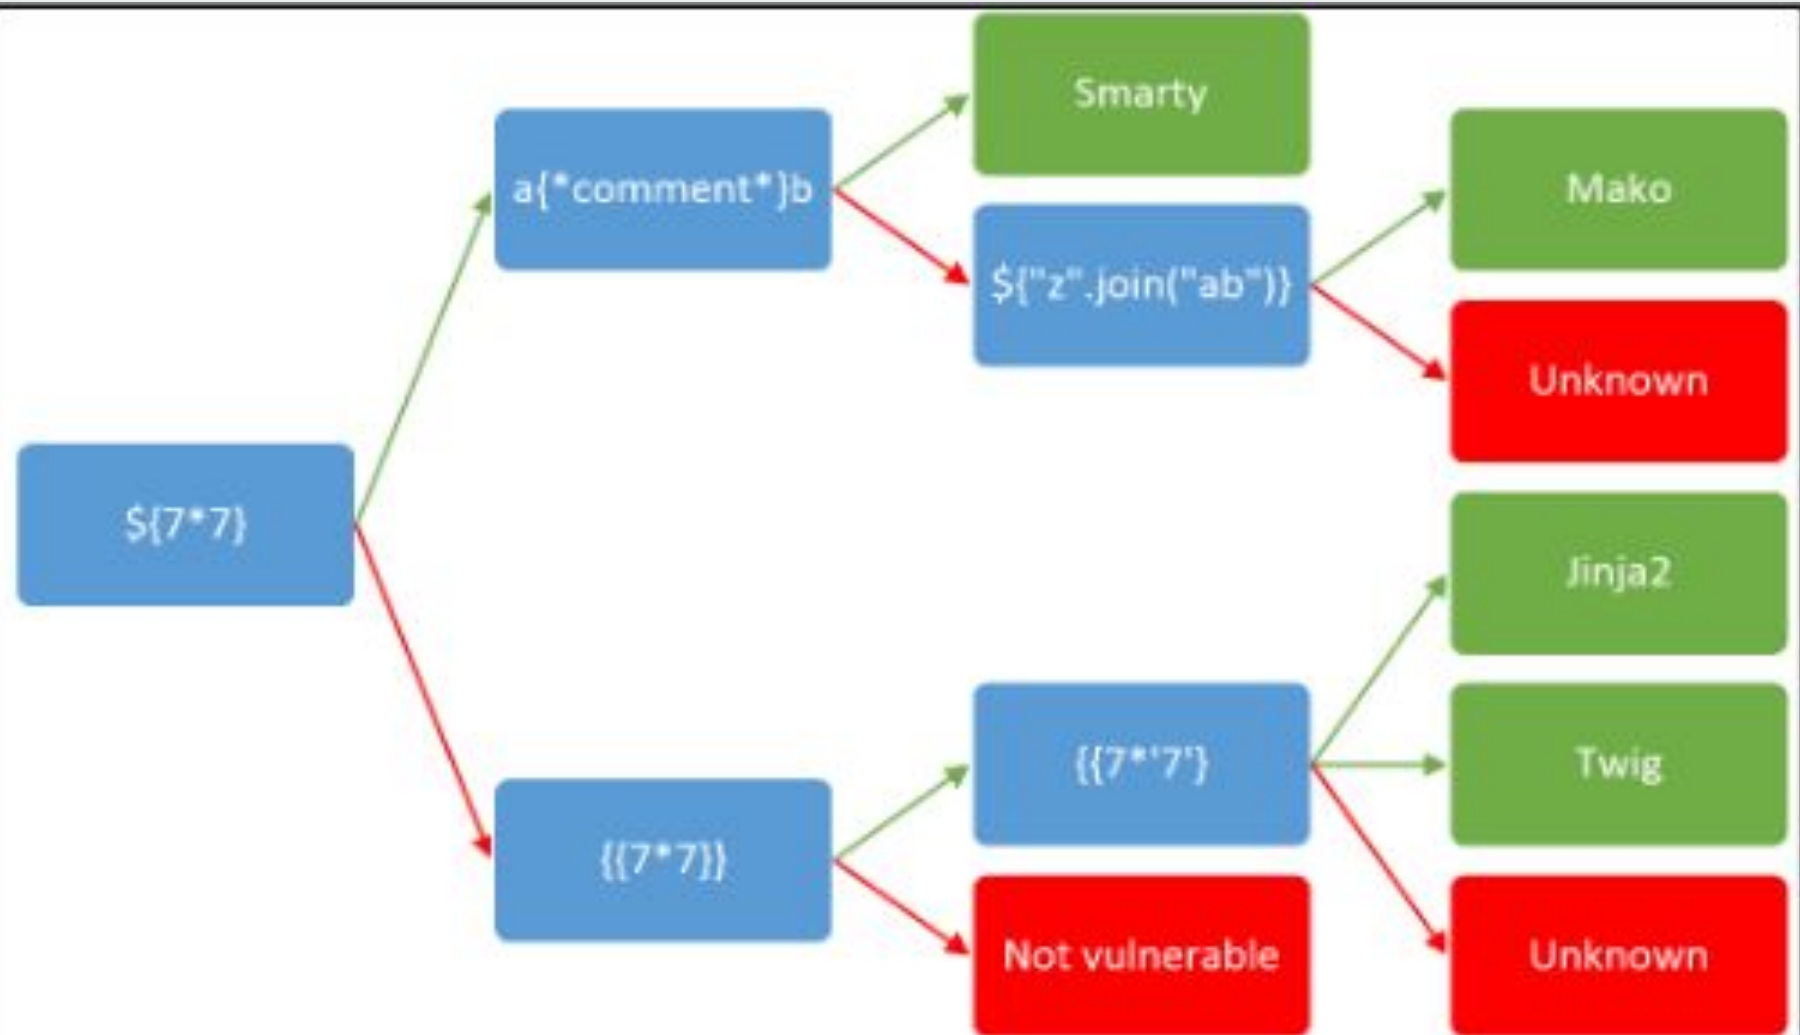 Smarty
a{*comment*}b
Mako
${"z".join("ab")}
Unknown
${7*7}
Jinja2
{{7*'7'}
Twig
{{7*7}}
Not vulnerable
Unknown